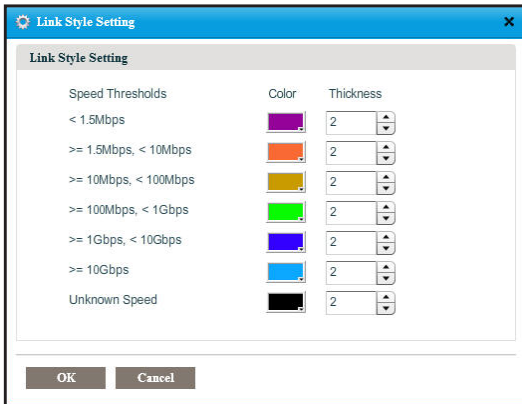 Link Style Setting
Link Style Setting
Speed Thresholds Color Thickness
< 1.5Mbps 2
>= 1.5Mbps, < 10Mbps 2
>= 10Mbps, < 100Mbps 2
>= 100Mbps, < 1Gbps 2
>= 1Gbps, < 10Gbps 2
>= 10Gbps 2
Unknown Speed 2
OK Cancel